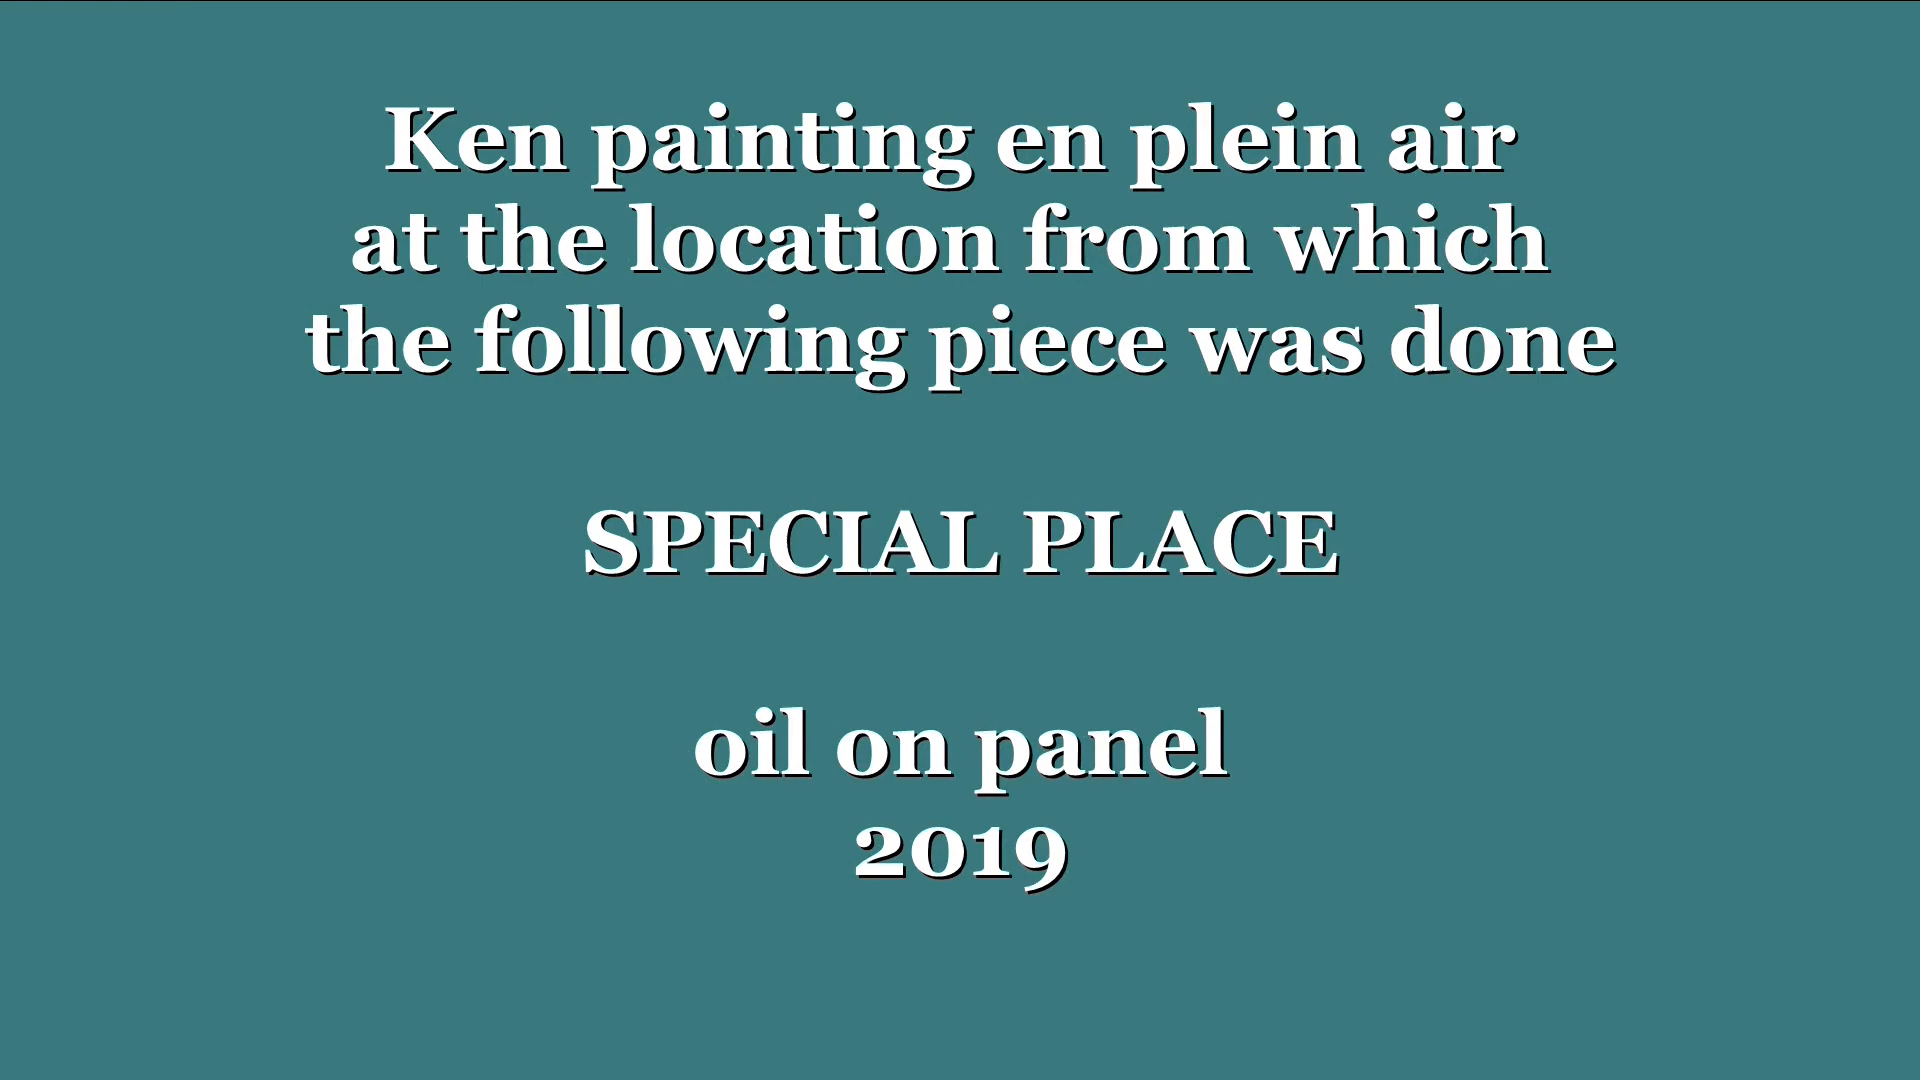 Ken painting en plein air
at the location from which
the following piece was done
SPECIAL PLACE
oil on panel
2019